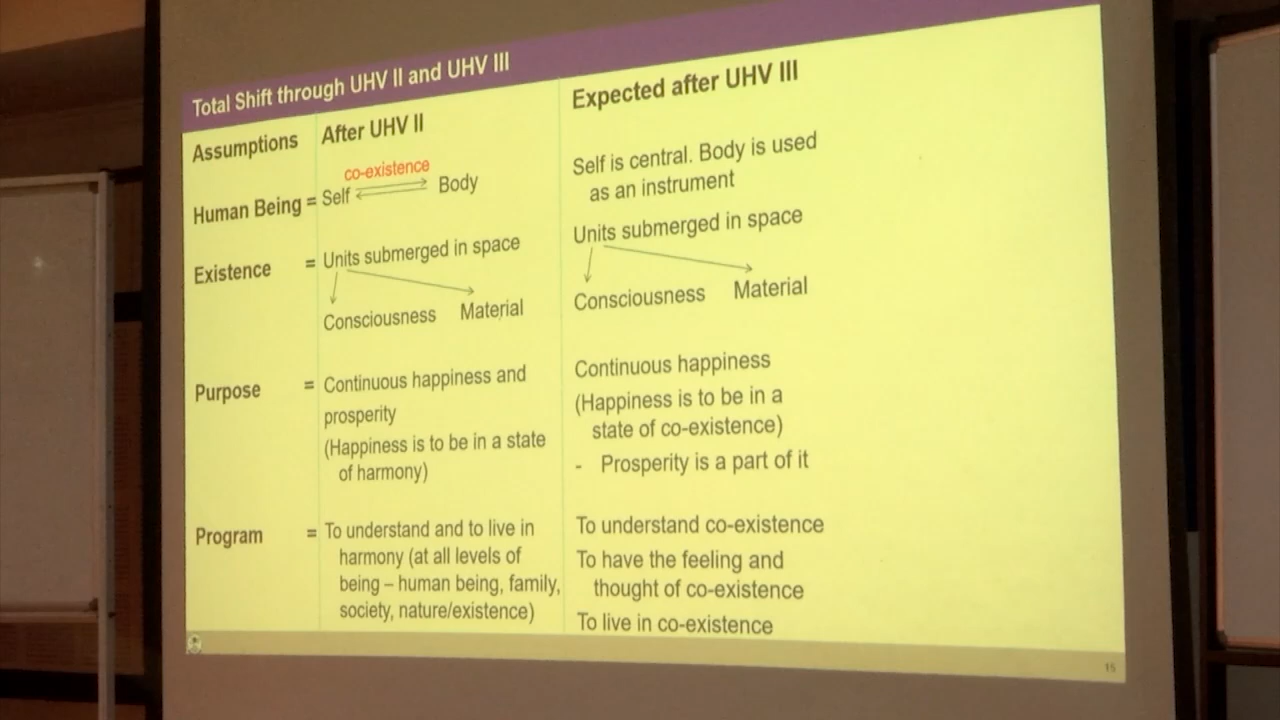 Total Shift through UHV II and UHV III
Assumptions
After UHV II
Expected after UHV III
Human Being =
co-existence
Self
Body
Self is central. Body is used
as an instrument
Existence =
Units submerged in space
Consciousness
Material
Units submerged in space
Consciousness
Material
Purpose =
Continuous happiness and
prosperity
(Happiness is to be in a state
of harmony)
Continuous happiness
(Happiness is to be in a
state of co-existence)
- Prosperity is a part of it
Program =
To understand and to live in
harmony (at all levels of
being – human being, family,
society, nature/existence)
To understand co-existence
To have the feeling and
thought of co-existence
To live in co-existence
15